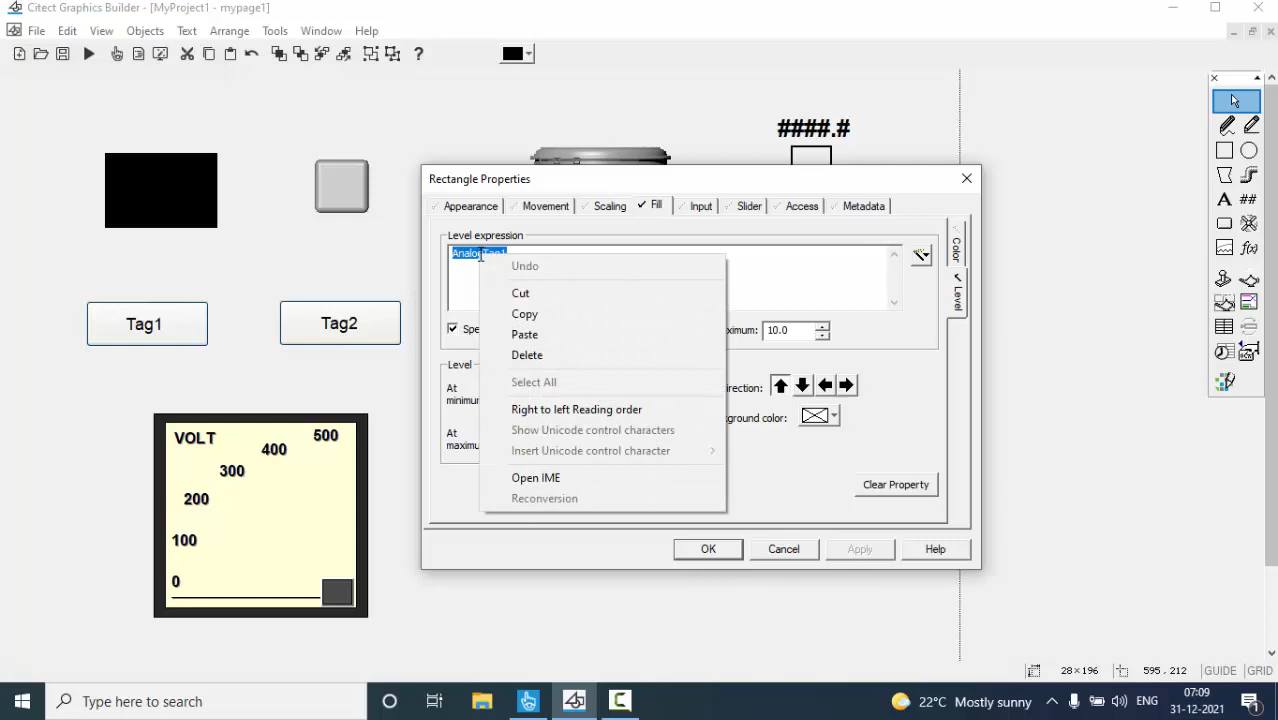 Citect Graphics Builder - [MyProject1 - mypage1]
File Edit View Objects Text Arrange Tools Window Help
####.#
Rectangle Properties
Appearance Movement Scaling Fill Input Slider Access Metadata
Level expression
AnalogTag1
Color
Level
Undo
Cut
Copy
Paste
Delete
Select All
Right to left Reading order
Show Unicode control characters
Insert Unicode control character
Open IME
Reconversion
10.0
Level
At
At
Clear Property
OK Cancel Apply Help
Tag1 Tag2
VOLT
500
400
300
200
100
0
28×196 595 . 212 GUIDE GRID
Type here to search
22°C Mostly sunny
ENG
07:09
31-12-2021
1